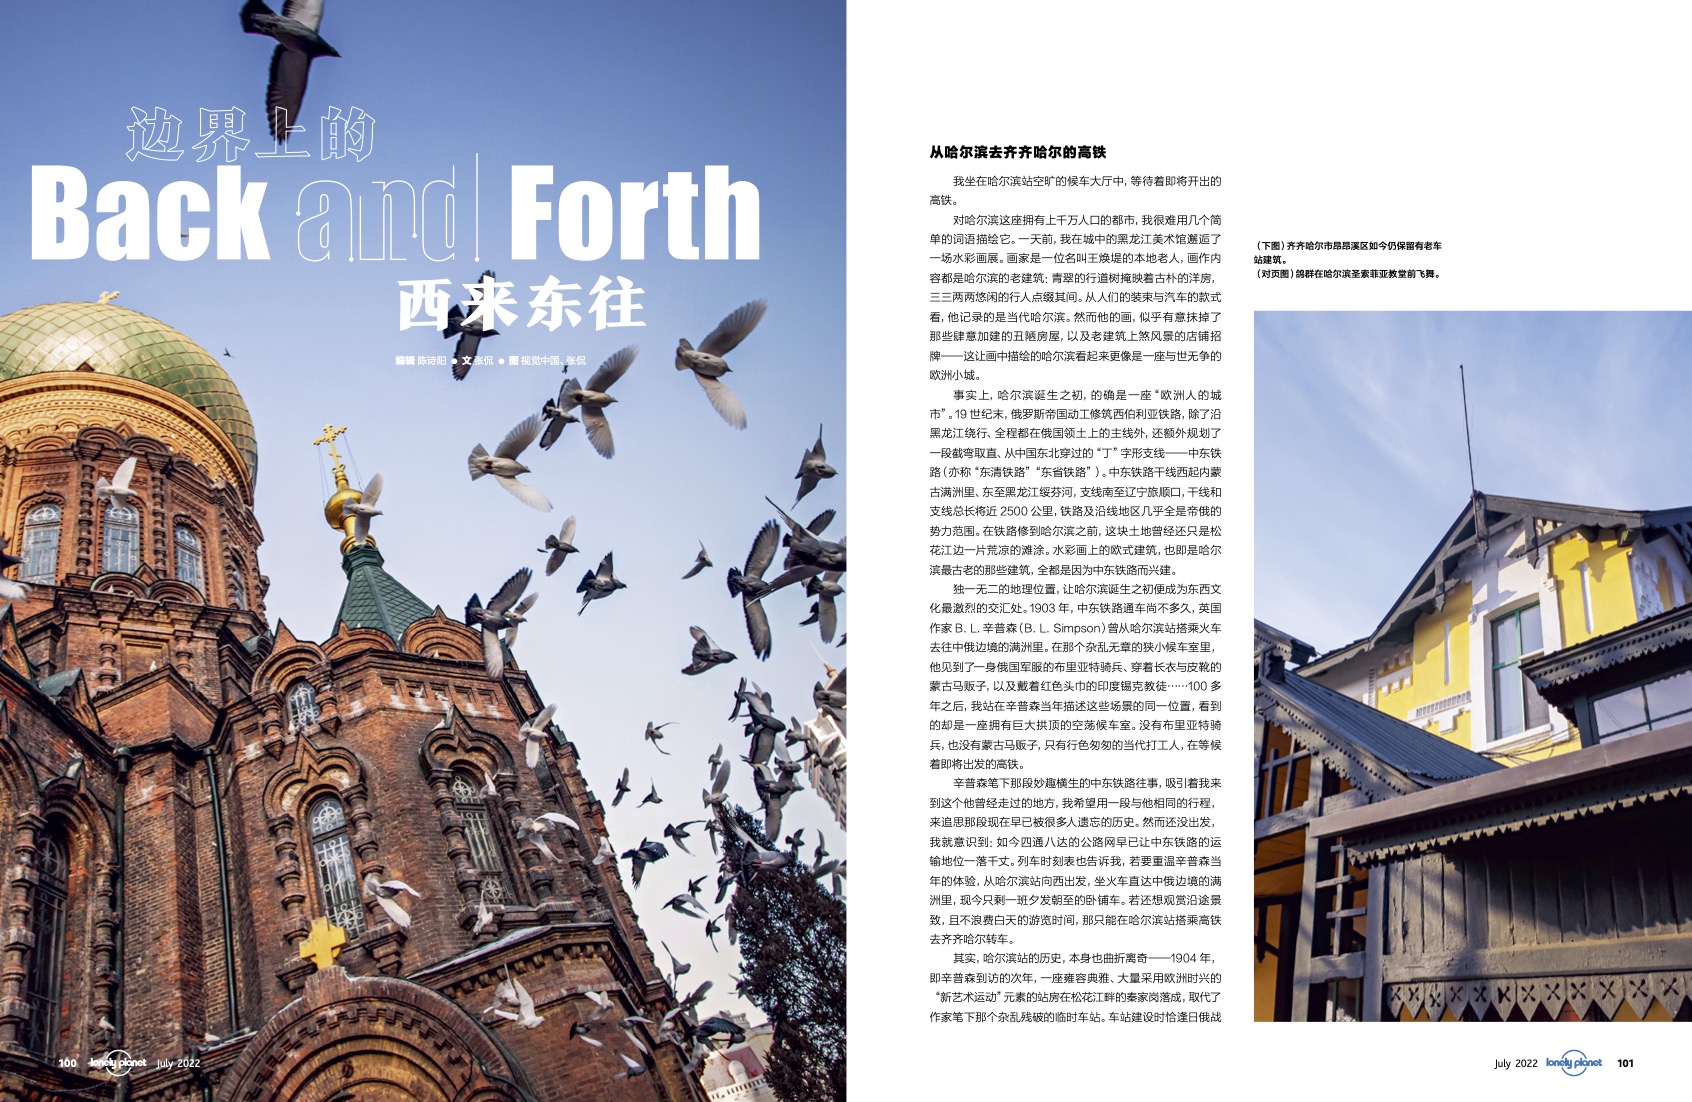 边界上的
Back and Forth
西来东往
编辑 陈诗阳 ● 文 张侃 ● 图 视觉中国、张侃
100 lonely planet July 2022
从哈尔滨去齐齐哈尔的高铁
我坐在哈尔滨站空旷的候车大厅中，等待着即将开出的
高铁。
对哈尔滨这座拥有上千万人口的都市，我很难用几个简
单的词语描绘它。一天前，我在城中的黑龙江美术馆邂逅了
一场水彩画展。画家是一位名叫王焕堤的本地老人，画作内
容都是哈尔滨的老建筑：青翠的行道树掩映着古朴的洋房，
三三两两悠闲的行人点缀其间。从人们的装束与汽车的款式
看，他记录的是当代哈尔滨。然而他的画，似乎有意抹掉了
那些肆意加建的丑陋房屋，以及老建筑上煞风景的店铺招
牌——这让画中描绘的哈尔滨看起来更像是一座与世无争的
欧洲小城。
事实上，哈尔滨诞生之初，的确是一座“欧洲人的城
市”。19 世纪末，俄罗斯帝国动工修筑西伯利亚铁路，除了沿
黑龙江绕行、全程都在俄国领土上的主线外，还额外规划了
一段截弯取直、从中国东北穿过的“丁”字形支线——中东铁
路（亦称“东清铁路”“东省铁路”）。中东铁路干线西起内蒙
古满洲里、东至黑龙江绥芬河，支线南至辽宁旅顺口，干线和
支线总长将近 2500 公里，铁路及沿线地区几乎全是帝俄的
势力范围。在铁路修到哈尔滨之前，这块土地曾经还只是松
花江边一片荒凉的滩涂。水彩画上的欧式建筑，也即是哈尔
滨最古老的那些建筑，全都是因为中东铁路而兴建。
独一无二的地理位置，让哈尔滨诞生之初便成为东西文
化最激烈的交汇处。1903 年，中东铁路通车尚不多久，英国
作家 B. L. 辛普森（B. L. Simpson）曾从哈尔滨站搭乘火车
去往中俄边境的满洲里。在那个杂乱无章的狭小候车室里，
他见到了一身俄国军服的布里亚特骑兵、穿着长衣与皮靴的
蒙古马贩子，以及戴着红色头巾的印度锡克教徒……100 多
年之后，我站在辛普森当年描述这些场景的同一位置，看到
的却是一座拥有巨大拱顶的空荡候车室。没有布里亚特骑
兵，也没有蒙古马贩子，只有行色匆匆的当代打工人，在等候
着即将出发的高铁。
辛普森笔下那段妙趣横生的中东铁路往事，吸引着我来
到这个他曾经走过的地方，我希望用一段与他相同的行程，
来追思那段现在早已被很多人遗忘的历史。然而还没出发，
我就意识到：如今四通八达的公路网早已让中东铁路的运
输地位一落千丈。列车时刻表也告诉我，若要重温辛普森当
年的体验，从哈尔滨站向西出发，坐火车直达中俄边境的满
洲里，现今只剩一班夕发朝至的卧铺车。若还想观赏沿途景
致，且不浪费白天的游览时间，那只能在哈尔滨站搭乘高铁
去齐齐哈尔转车。
其实，哈尔滨站的历史，本身也曲折离奇——1904 年，
即辛普森到访的次年，一座雍容典雅、大量采用欧洲时兴的
“新艺术运动”元素的站房在松花江畔的秦家岗落成，取代了
作家笔下那个杂乱残破的临时车站。车站建设时恰逢日俄战
（下图）齐齐哈尔市昂昂溪区如今仍保留有老车
站建筑。
（对页图）鸽群在哈尔滨圣索菲亚教堂前飞舞。
July 2022 lonely planet 101